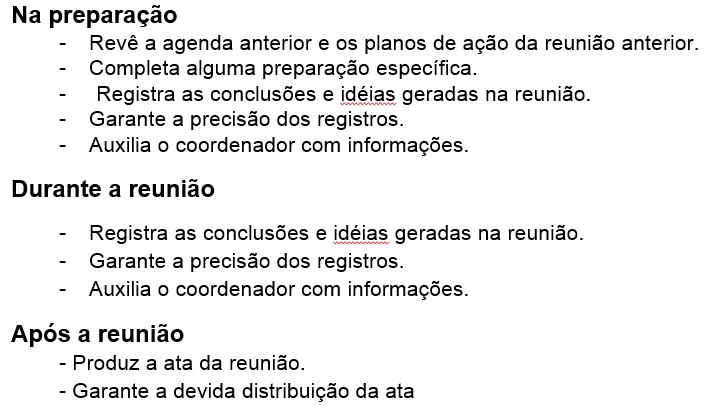 Na preparação
- Revê a agenda anterior e os planos de ação da reunião anterior.
- Completa alguma preparação específica.
- Registra as conclusões e idéias geradas na reunião.
- Garante a precisão dos registros.
- Auxilia o coordenador com informações.
Durante a reunião
- Registra as conclusões e idéias geradas na reunião.
- Garante a precisão dos registros.
- Auxilia o coordenador com informações.
Após a reunião
- Produz a ata da reunião.
- Garante a devida distribuição da ata